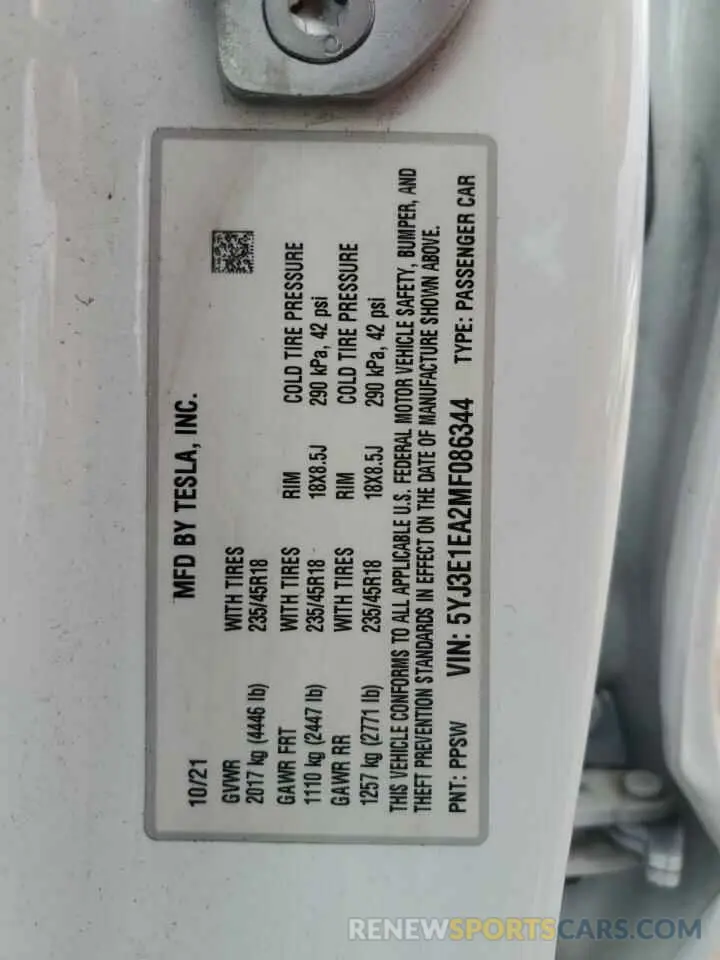 MFD BY TESLA, INC.
10/21
GVWR WITH TIRES
2017 kg (4446 lb) 235/45R18
GAWR FRT WITH TIRES RIM COLD TIRE PRESSURE
1110 kg (2447 lb) 235/45R18 18X8.5J 290 kPa, 42 psi
GAWR RR WITH TIRES RIM COLD TIRE PRESSURE
1257 kg (2771 lb) 235/45R18 18X8.5J 290 kPa, 42 psi
THIS VEHICLE CONFORMS TO ALL APPLICABLE U.S. FEDERAL MOTOR VEHICLE SAFETY, BUMPER, AND
THEFT PREVENTION STANDARDS IN EFFECT ON THE DATE OF MANUFACTURE SHOWN ABOVE.
PNT: PPSW VIN: 5YJ3E1EA2MF086344 TYPE: PASSENGER CAR
RENEWSPORTSCARS.COM